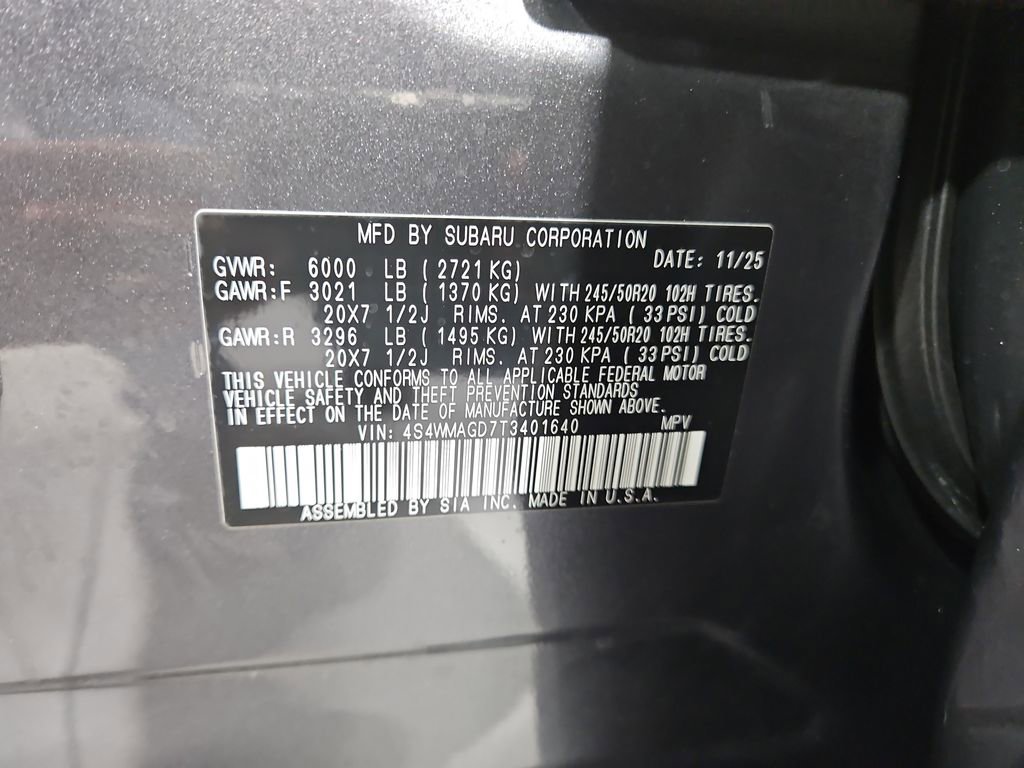 MFD BY SUBARU CORPORATION
GVWR: 6000 LB ( 2721 KG) DATE: 11/25
GAWR:F 3021 LB ( 1370 KG) WITH 245/50R20 102H TIRES.
20X7 1/2J RIMS. AT 230 KPA ( 33 PSI) COLD
GAWR:R 3296 LB ( 1495 KG) WITH 245/50R20 102H TIRES.
20X7 1/2J RIMS. AT 230 KPA ( 33 PSI) COLD
THIS VEHICLE CONFORMS TO ALL APPLICABLE FEDERAL MOTOR
VEHICLE SAFETY AND THEFT PREVENTION STANDARDS
IN EFFECT ON THE DATE OF MANUFACTURE SHOWN ABOVE.
VIN: 4S4WMAGD7T3401640 MPV
ASSEMBLED BY SIA INC. MADE IN U.S.A.